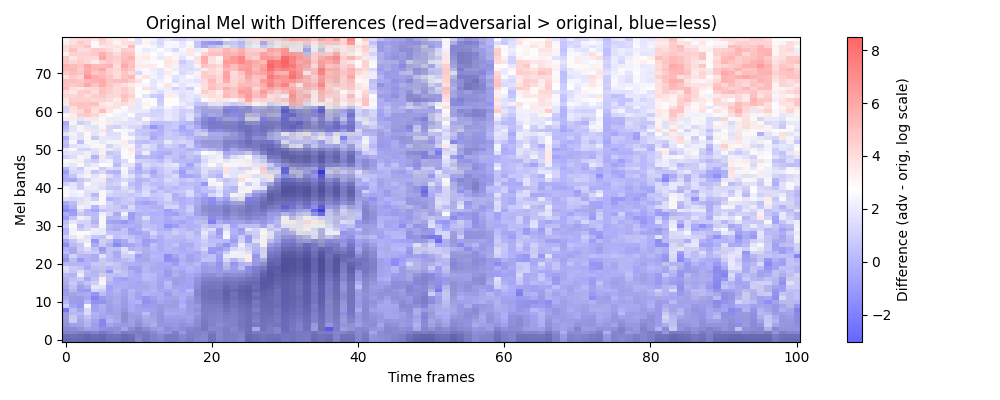 Original Mel with Differences (red=adversarial > original, blue=less)
Mel bands
70
60
50
40
30
20
10
0
0 20 40 60 80 100
Time frames
8
6
4
2
0
−2
Difference (adv - orig, log scale)